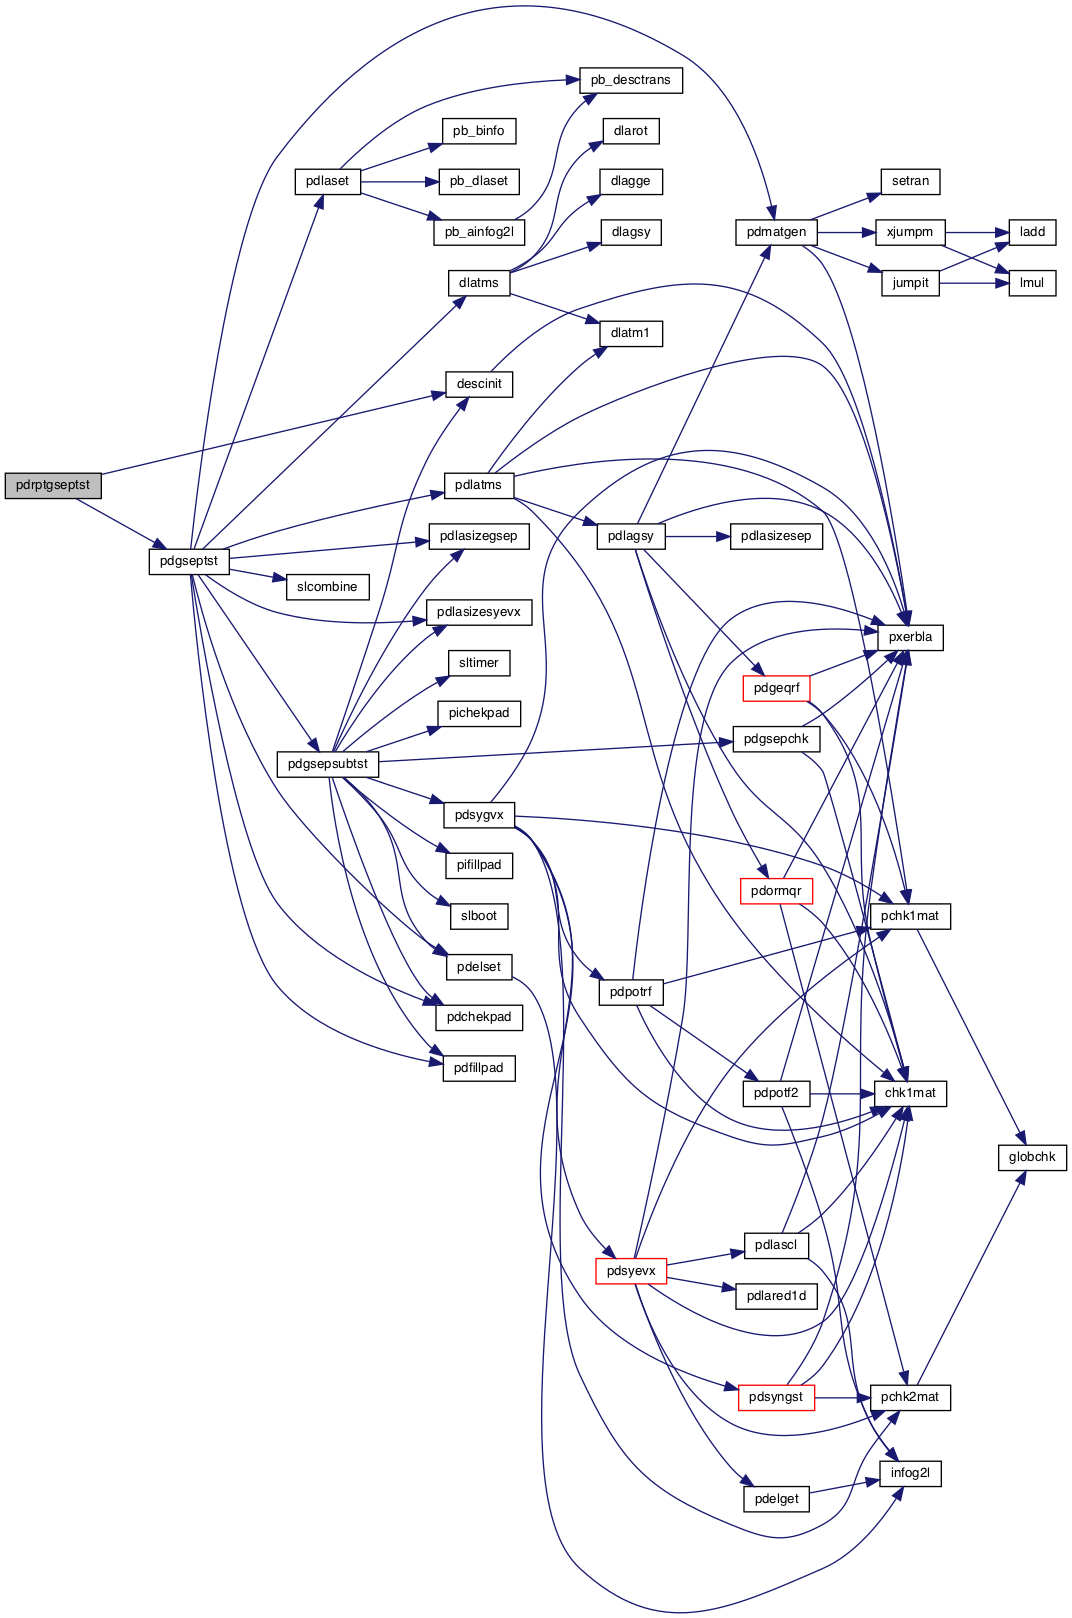 pb_desctrans
pb_binfo
dlarot
pdlaset
pb_dlaset
dlagge
setran
pb_ainfog2l
dlagsy
pdmatgen
xjumpm
ladd
dlatms
jumpit
lmul
dlatm1
descinit
pdrptgseptst
pdlatms
pdlasizegsep
pdlagsy
pdlasizesep
pdgseptst
slcombine
pdlasizesyevx
pxerbla
sltimer
pdgeqrf
pichekpad
pdgsepchk
pdgsepsubtst
pdsygvx
pifillpad
pdormqr
slboot
pchk1mat
pdelset
pdpotrf
pdchekpad
pdfillpad
pdpotf2
chk1mat
globchk
pdlascl
pdsyevx
pdlared1d
pdsyngst
pchk2mat
infog2l
pdelget